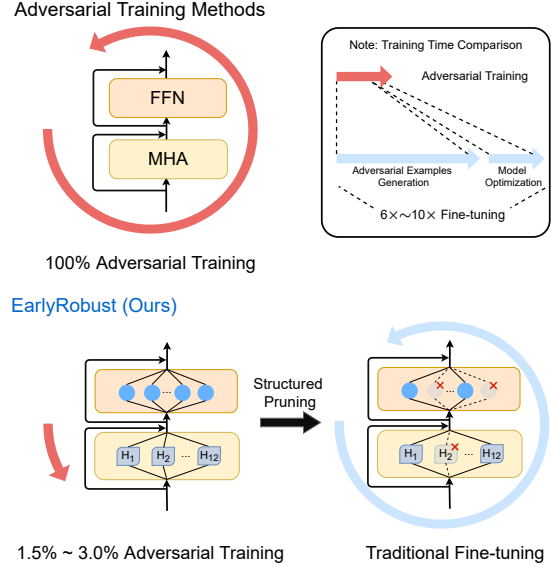 Adversarial Training Methods
FFN
MHA
100% Adversarial Training
Note: Training Time Comparison
Adversarial Training
Adversarial Examples
Generation
Model
Optimization
6×~10× Fine-tuning
EarlyRobust (Ours)
...
H1 H2 ... H12
1.5% ~ 3.0% Adversarial Training
Structured
Pruning
...
H1 H2 ... H12
Traditional Fine-tuning